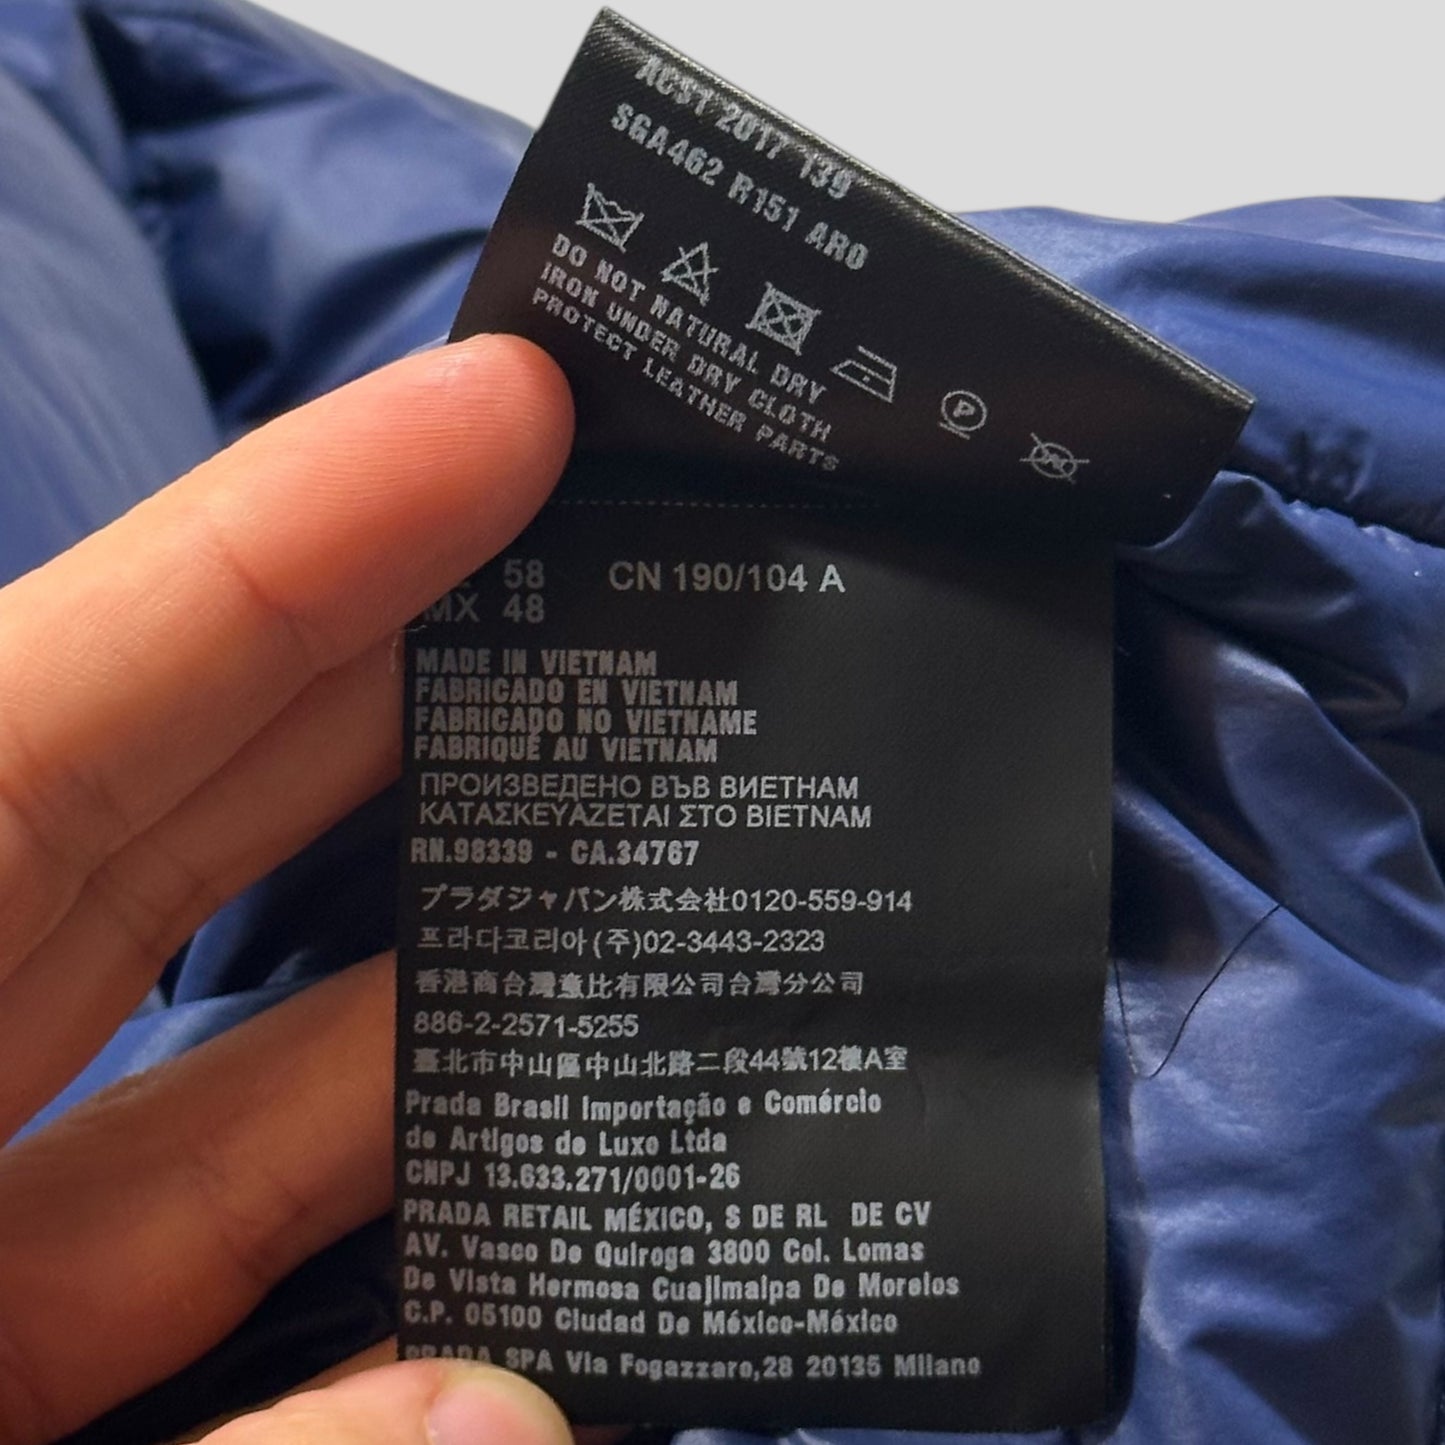 ACST 2017 139
SGA462 R151 ARO
DO NOT NATURAL DRY
IRON UNDER DRY CLOTH
PROTECT LEATHER PARTS
58 CN 190/104 A
MX 48
MADE IN VIETNAM
FABRICADO EN VIETNAM
FABRICADO NO VIETNAME
FABRIQUÉ AU VIETNAM
ПРОИЗВЕДЕНО ВЪВ ВИЕТНАМ
ΚΑΤΑΣΚΕΥΑΖΕΤΑΙ ΣΤΟ ΒΙΕΤΝΑΜ
RN.98339 - CA.34767
プラダジャパン株式会社0120-559-914
프라다코리아(주)02-3443-2323
香港商台灣意比有限公司台灣分公司
886-2-2571-5255
臺北市中山區中山北路二段44號12樓A室
Prada Brasil Importação e Comércio
de Artigos de Luxo Ltda
CNPJ 13.633.271/0001-26
PRADA RETAIL MÉXICO, S DE RL DE CV
AV. Vasco De Quiroga 3800 Col. Lomas
De Vista Hermosa Cuajimalpa De Morelos
C.P. 05100 Ciudad De México-México
PRADA SPA Via Fogazzaro,28 20135 Milano